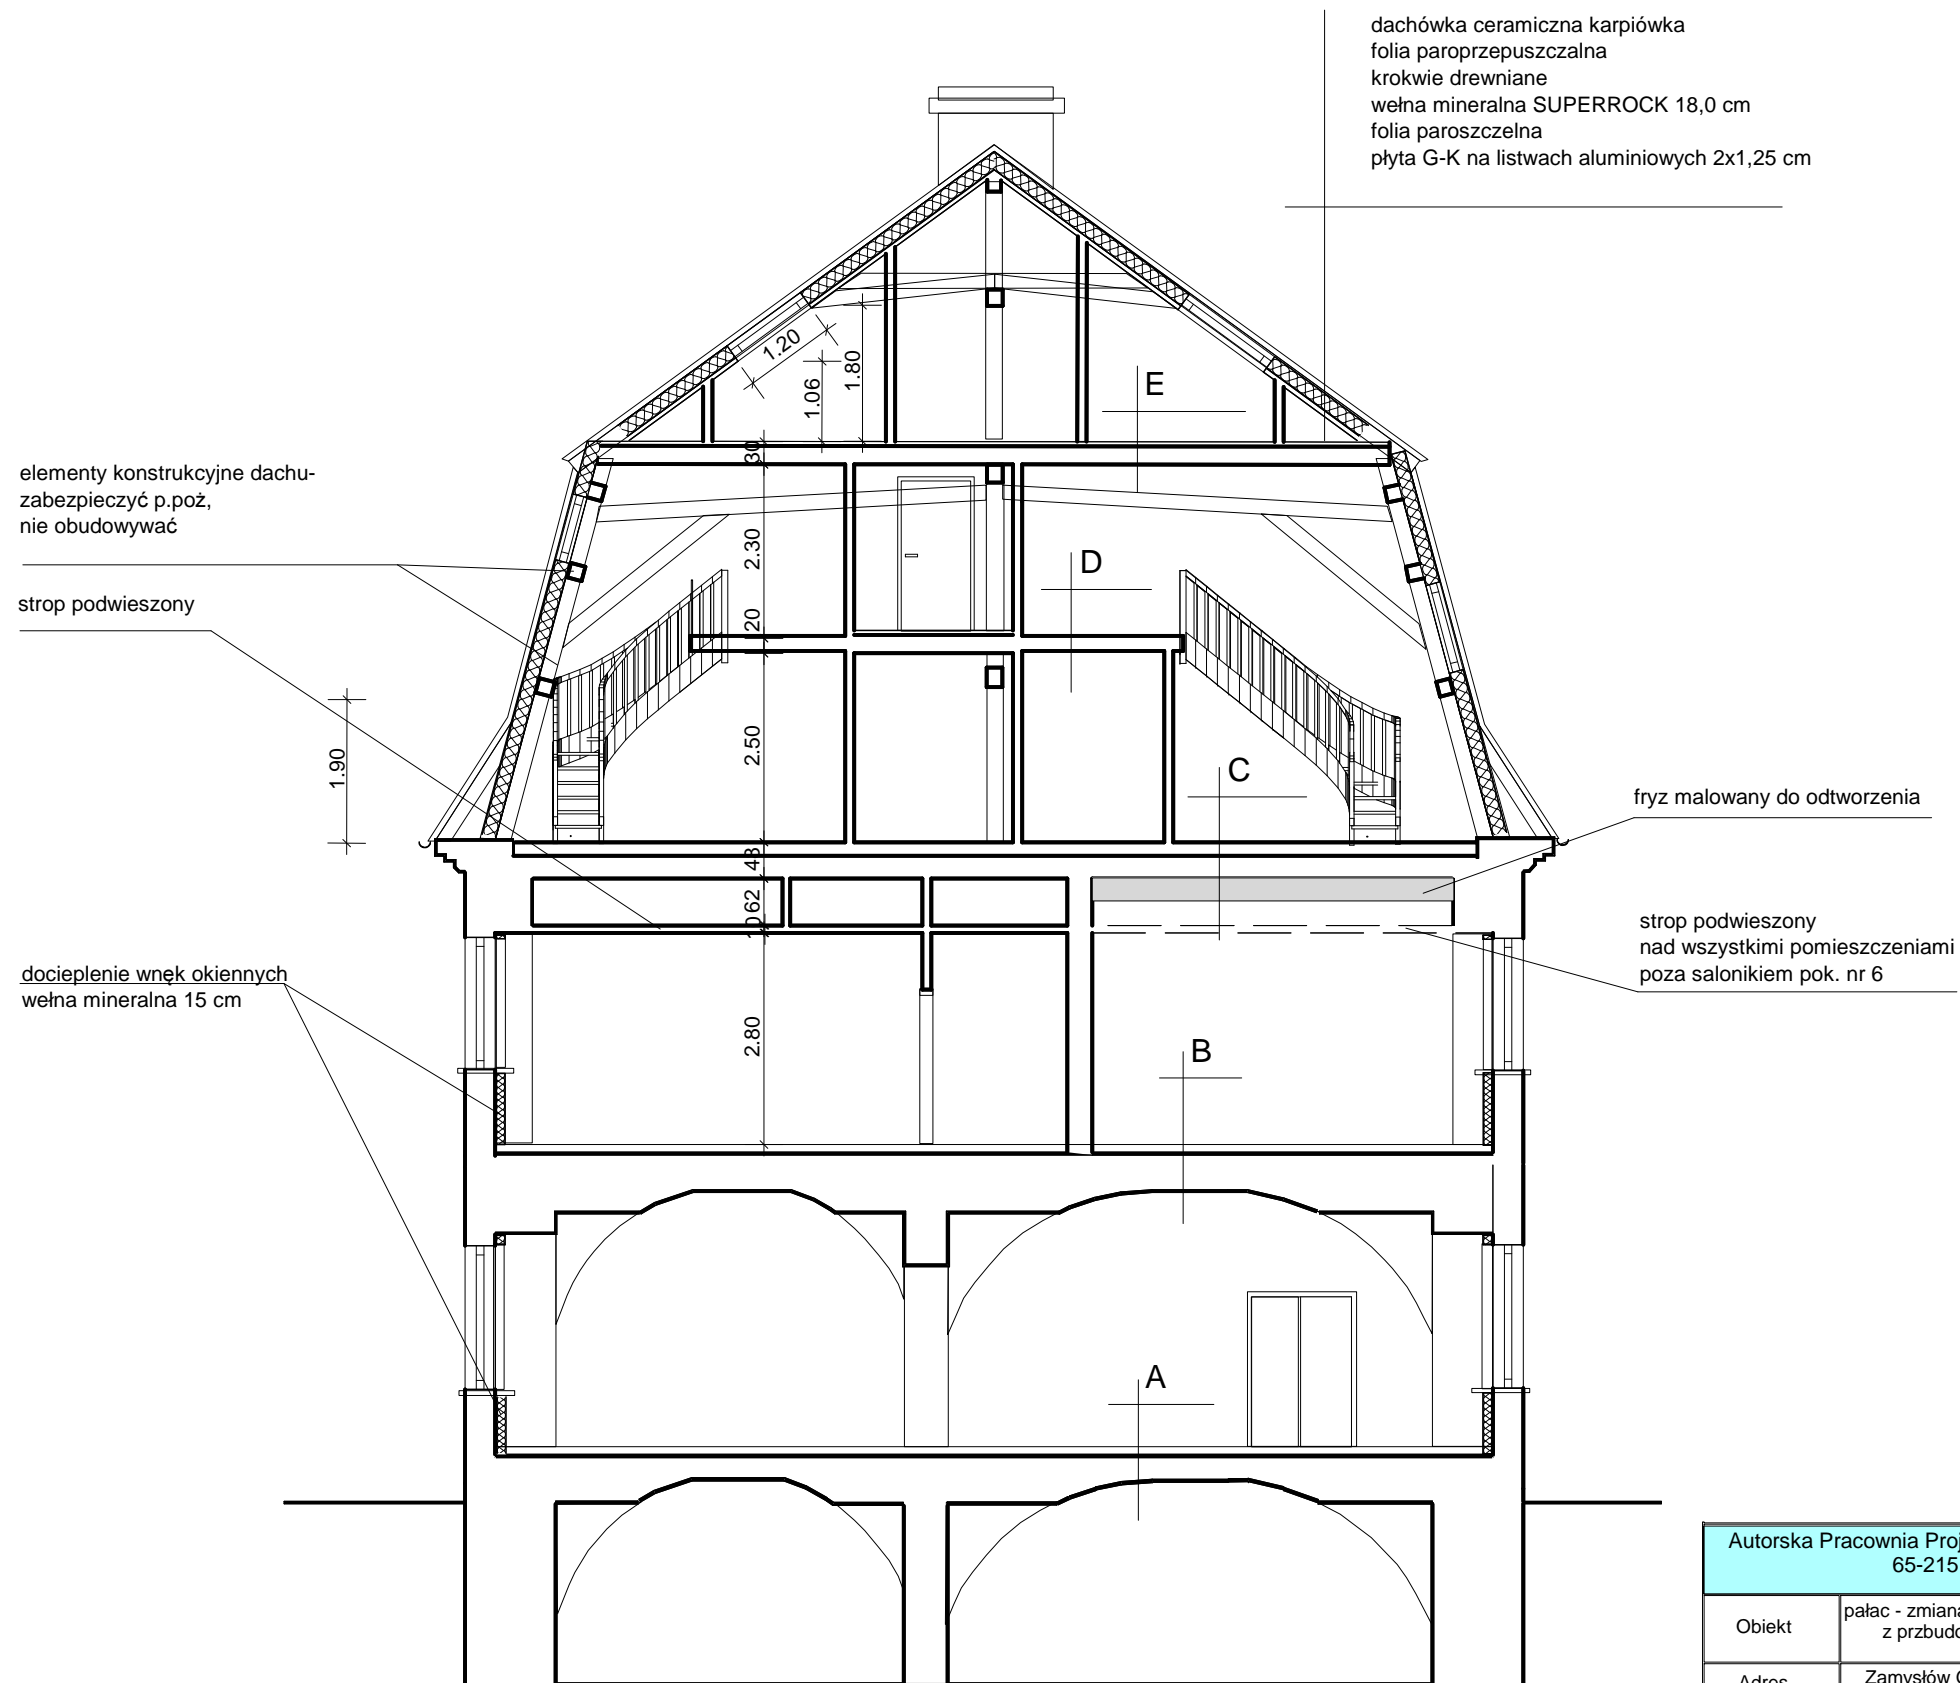 dachówka ceramiczna karpiówka
folia paroprzepuszczalna
krokwie drewniane
wełna mineralna SUPERROCK 18,0 cm
folia paroszczelna
płyta G-K na listwach aluminiowych 2x1,25 cm
1.20
1.06
1.80
E
30
elementy konstrukcyjne dachu-
zabezpieczyć p.poż,
nie obudowywać
2.30
D
strop podwieszony
20
1.90
2.50
C
fryz malowany do odtworzenia
48
62
10
strop podwieszony
nad wszystkimi pomieszczeniami
poza salonikiem pok. nr 6
docieplenie wnęk okiennych
wełna mineralna 15 cm
2.80
B
A
Autorska Pracownia
65-215
Obiekt
pałac - zmiana
z
Adres
Zamysłów